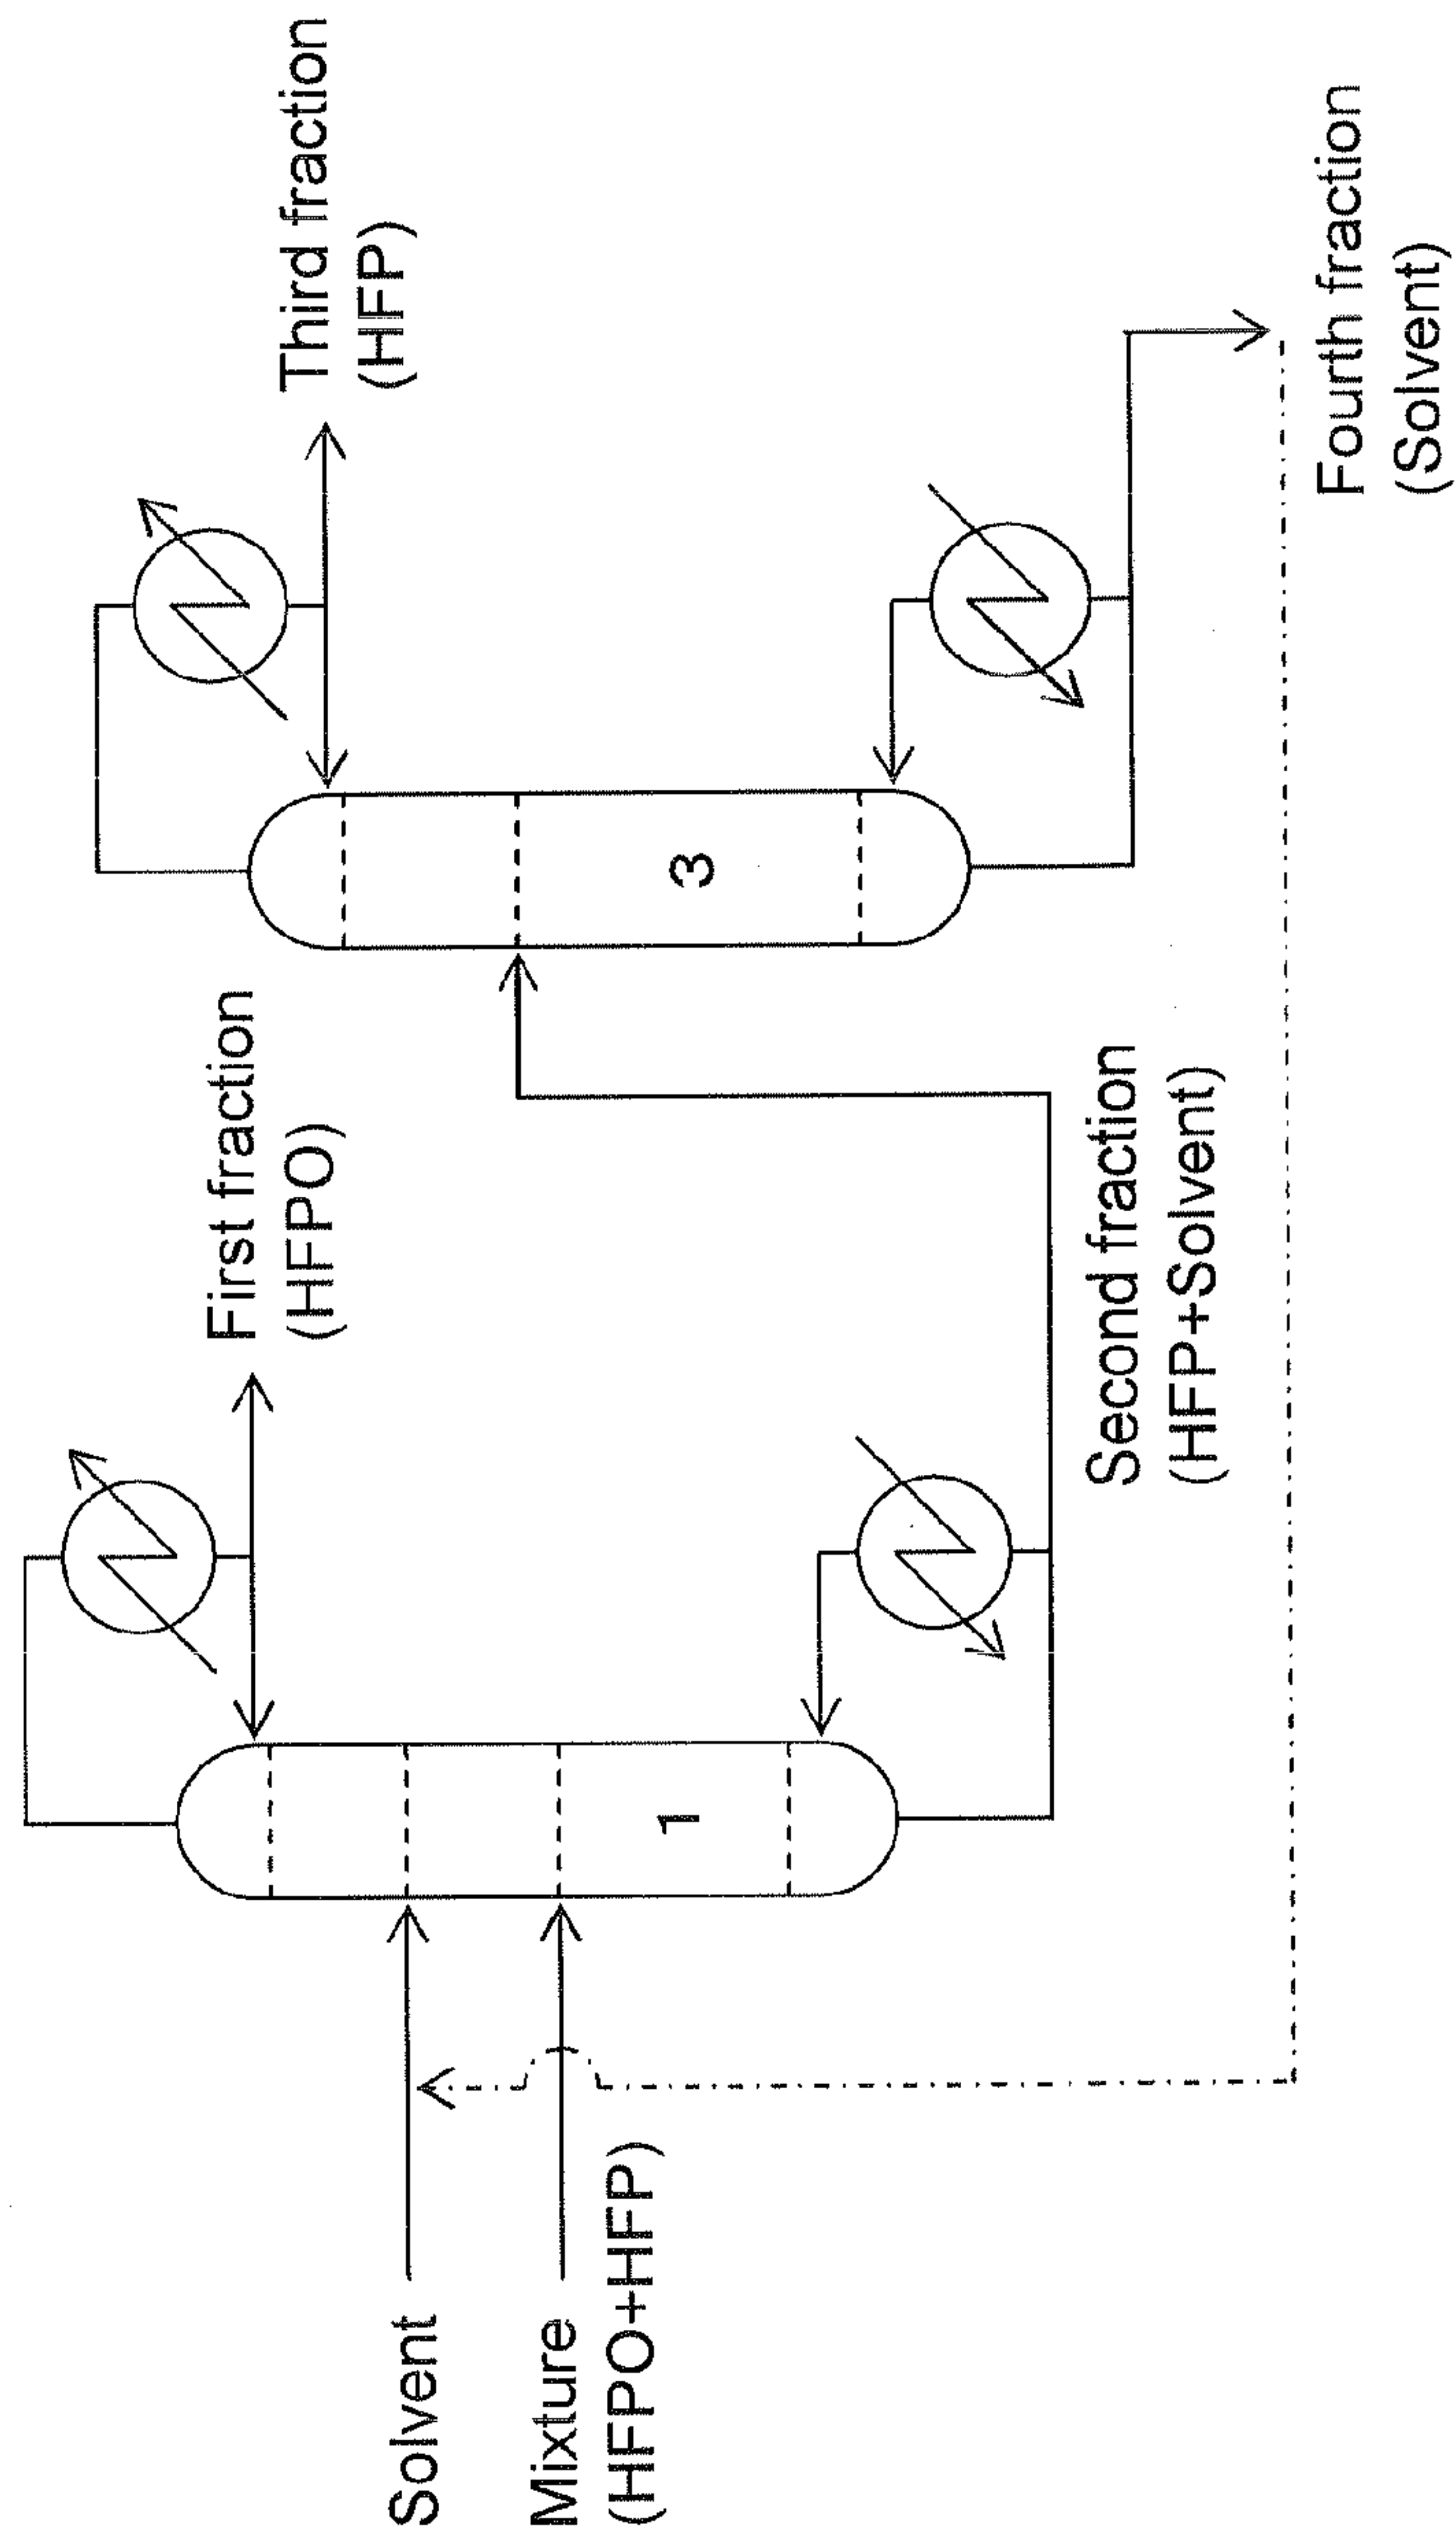 Solvent
Mixture
(HFPO+HFP)
1
First fraction
(HFPO)
Second fraction
(HFP+Solvent)
3
Third fraction
(HFP)
Fourth fraction
(Solvent)